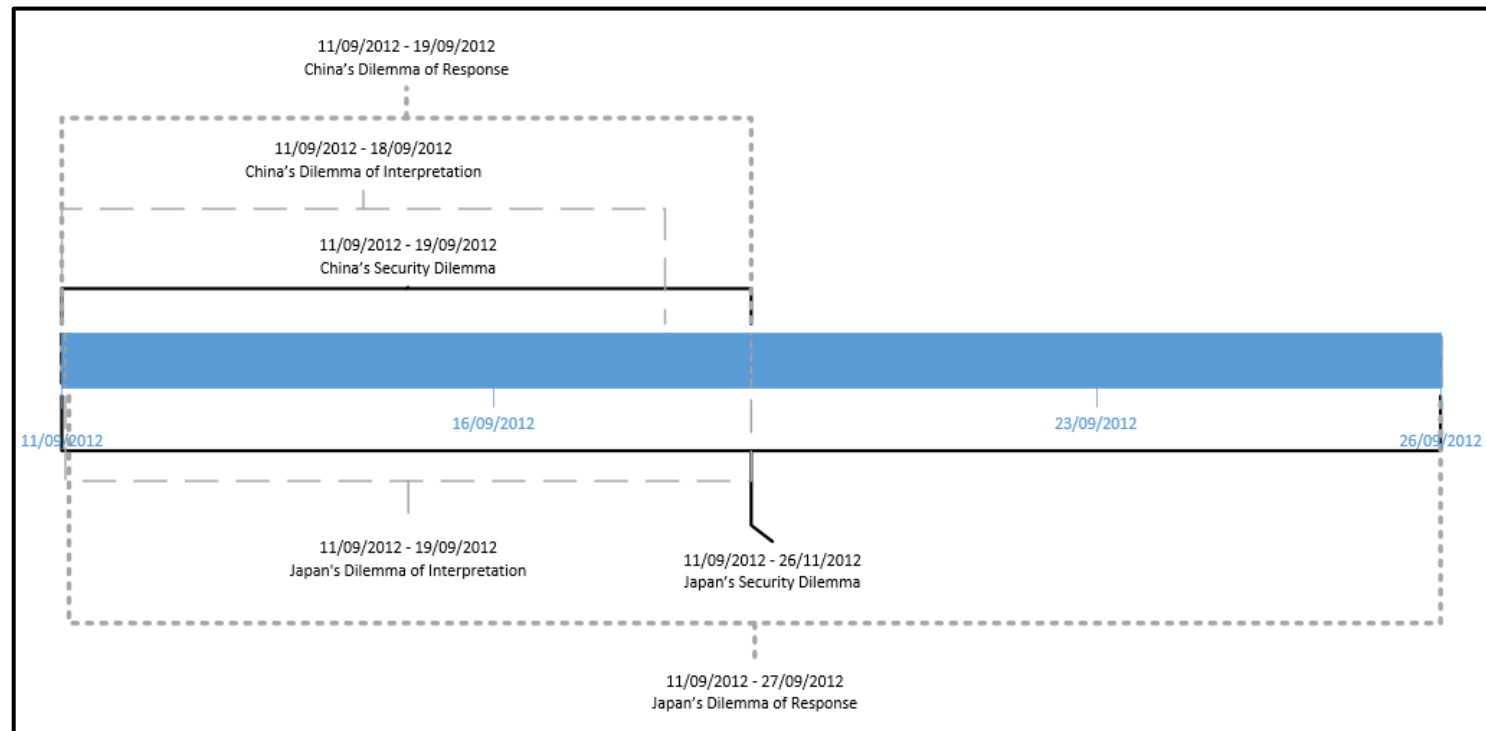 11/09/2012 - 19/09/2012
China’s Dilemma of Response
11/09/2012 - 18/09/2012
China’s Dilemma of Interpretation
11/09/2012 - 19/09/2012
China’s Security Dilemma
16/09/2012
23/09/2012
11/09/2012
26/09/2012
11/09/2012 - 19/09/2012
Japan's Dilemma of Interpretation
11/09/2012 - 26/11/2012
Japan’s Security Dilemma
11/09/2012 - 27/09/2012
Japan’s Dilemma of Response